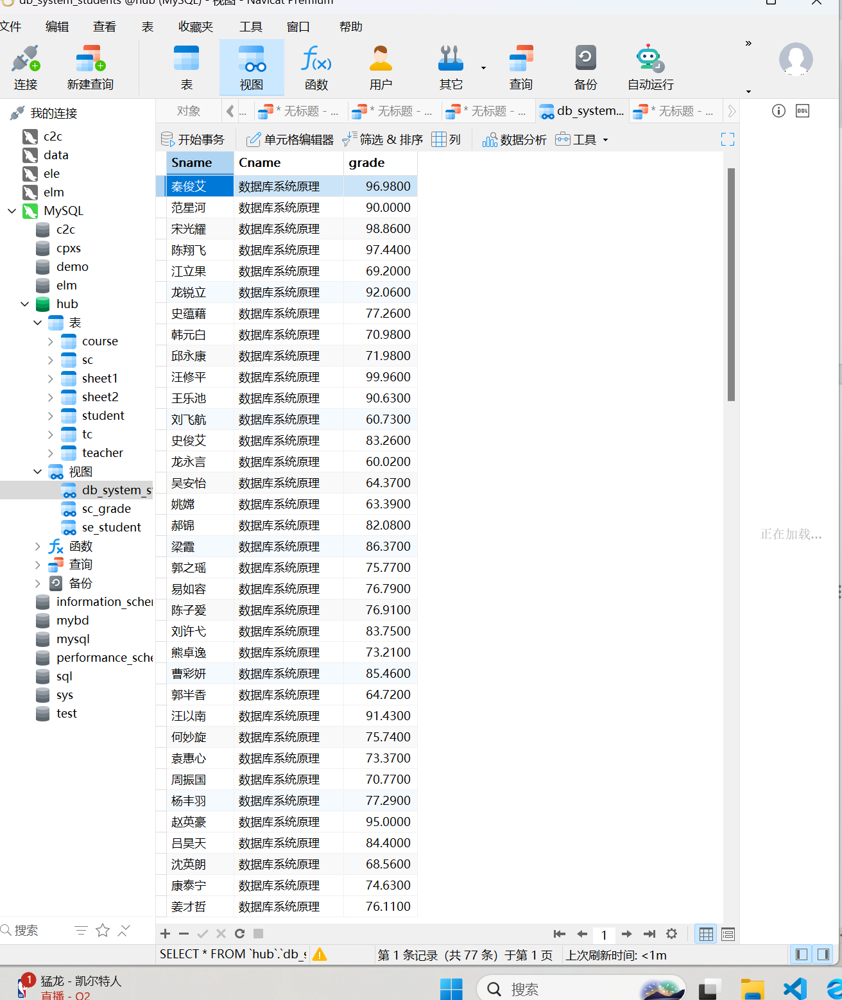 db_system_students @hub (MySQL) - 视图 - Navicat Premium
文件 编辑 查看 表 收藏夹 工具 窗口 帮助
连接 新建查询 表 视图 函数 用户 其它 查询 备份 自动运行
我的连接
c2c
data
ele
elm
MySQL
c2c
cpxs
demo
elm
hub
表
course
sc
sheet1
sheet2
student
tc
teacher
视图
db_system_s
sc_grade
se_student
函数
查询
备份
information_scher
mybd
mysql
performance_sche
sql
sys
test
搜索
对象 ... * 无标题 - ... * 无标题 - ... * 无标题 - ... db_system... * 无标题 - ...
DDL
开始事务 单元格编辑器 筛选 & 排序 列 数据分析 工具
Sname Cname grade
秦俊艾 数据库系统原理 96.9800
范星河 数据库系统原理 90.0000
宋光耀 数据库系统原理 98.8600
陈翔飞 数据库系统原理 97.4400
江立果 数据库系统原理 69.2000
龙锐立 数据库系统原理 92.0600
史蕴藉 数据库系统原理 77.2600
韩元白 数据库系统原理 70.9800
邱永康 数据库系统原理 71.9800
汪修平 数据库系统原理 99.9600
王乐池 数据库系统原理 90.6300
刘飞航 数据库系统原理 60.7300
史俊艾 数据库系统原理 83.2600
龙永言 数据库系统原理 60.0200
吴安怡 数据库系统原理 64.3700
姚嫦 数据库系统原理 63.3900
郝锦 数据库系统原理 82.0800
梁霞 数据库系统原理 86.3700
郭之瑶 数据库系统原理 75.7700
易如容 数据库系统原理 76.7900
陈子爱 数据库系统原理 76.9100
刘许弋 数据库系统原理 83.7500
熊卓逸 数据库系统原理 73.2100
曹彩妍 数据库系统原理 85.4600
郭半香 数据库系统原理 64.7200
汪以南 数据库系统原理 91.4300
何妙旋 数据库系统原理 75.7400
袁惠心 数据库系统原理 73.3700
周振国 数据库系统原理 70.7700
杨丰羽 数据库系统原理 77.2900
赵英豪 数据库系统原理 95.0000
吕昊天 数据库系统原理 84.4000
沈英朗 数据库系统原理 68.5600
康泰宁 数据库系统原理 74.6300
姜才哲 数据库系统原理 76.1100
正在加载...
1
SELECT * FROM `hub`.`db_s 第 1 条记录（共 77 条）于第 1 页 上次刷新时间: <1m
1 猛龙 - 凯尔特人
直播 - Q2
搜索